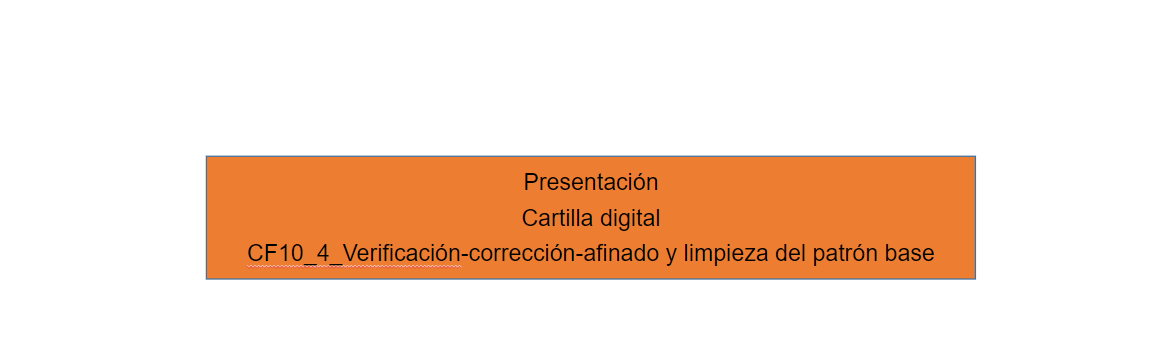 Presentación
Cartilla digital
CF10_4_Verificación-corrección-afinado y limpieza del patrón base